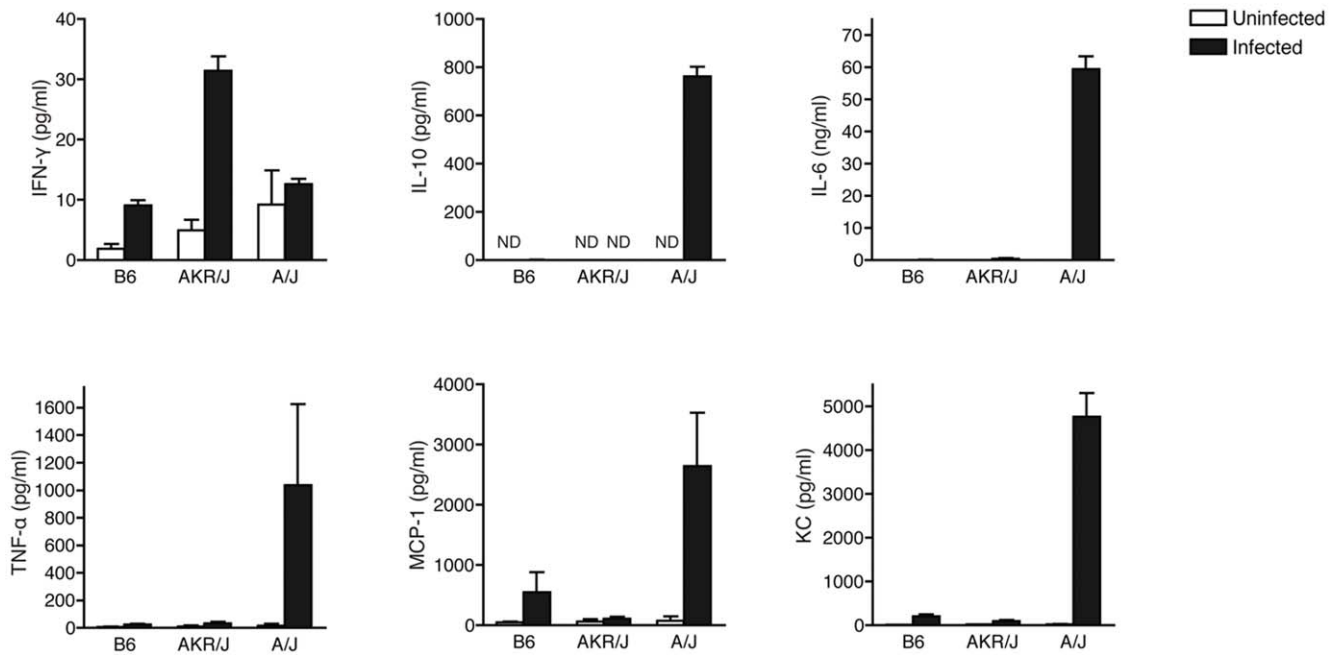 Uninfected
Infected
IFN-γ (pg/ml)
40
30
20
10
0
B6 AKR/J A/J
IL-10 (pg/ml)
1000
800
600
400
200
0
ND ND ND ND
B6 AKR/J A/J
IL-6 (ng/ml)
70
60
50
40
30
20
10
0
B6 AKR/J A/J
TNF-α (pg/ml)
1600
1400
1200
1000
800
600
400
200
0
B6 AKR/J A/J
MCP-1 (pg/ml)
4000
3000
2000
1000
0
B6 AKR/J A/J
KC (pg/ml)
5000
4000
3000
2000
1000
0
B6 AKR/J A/J